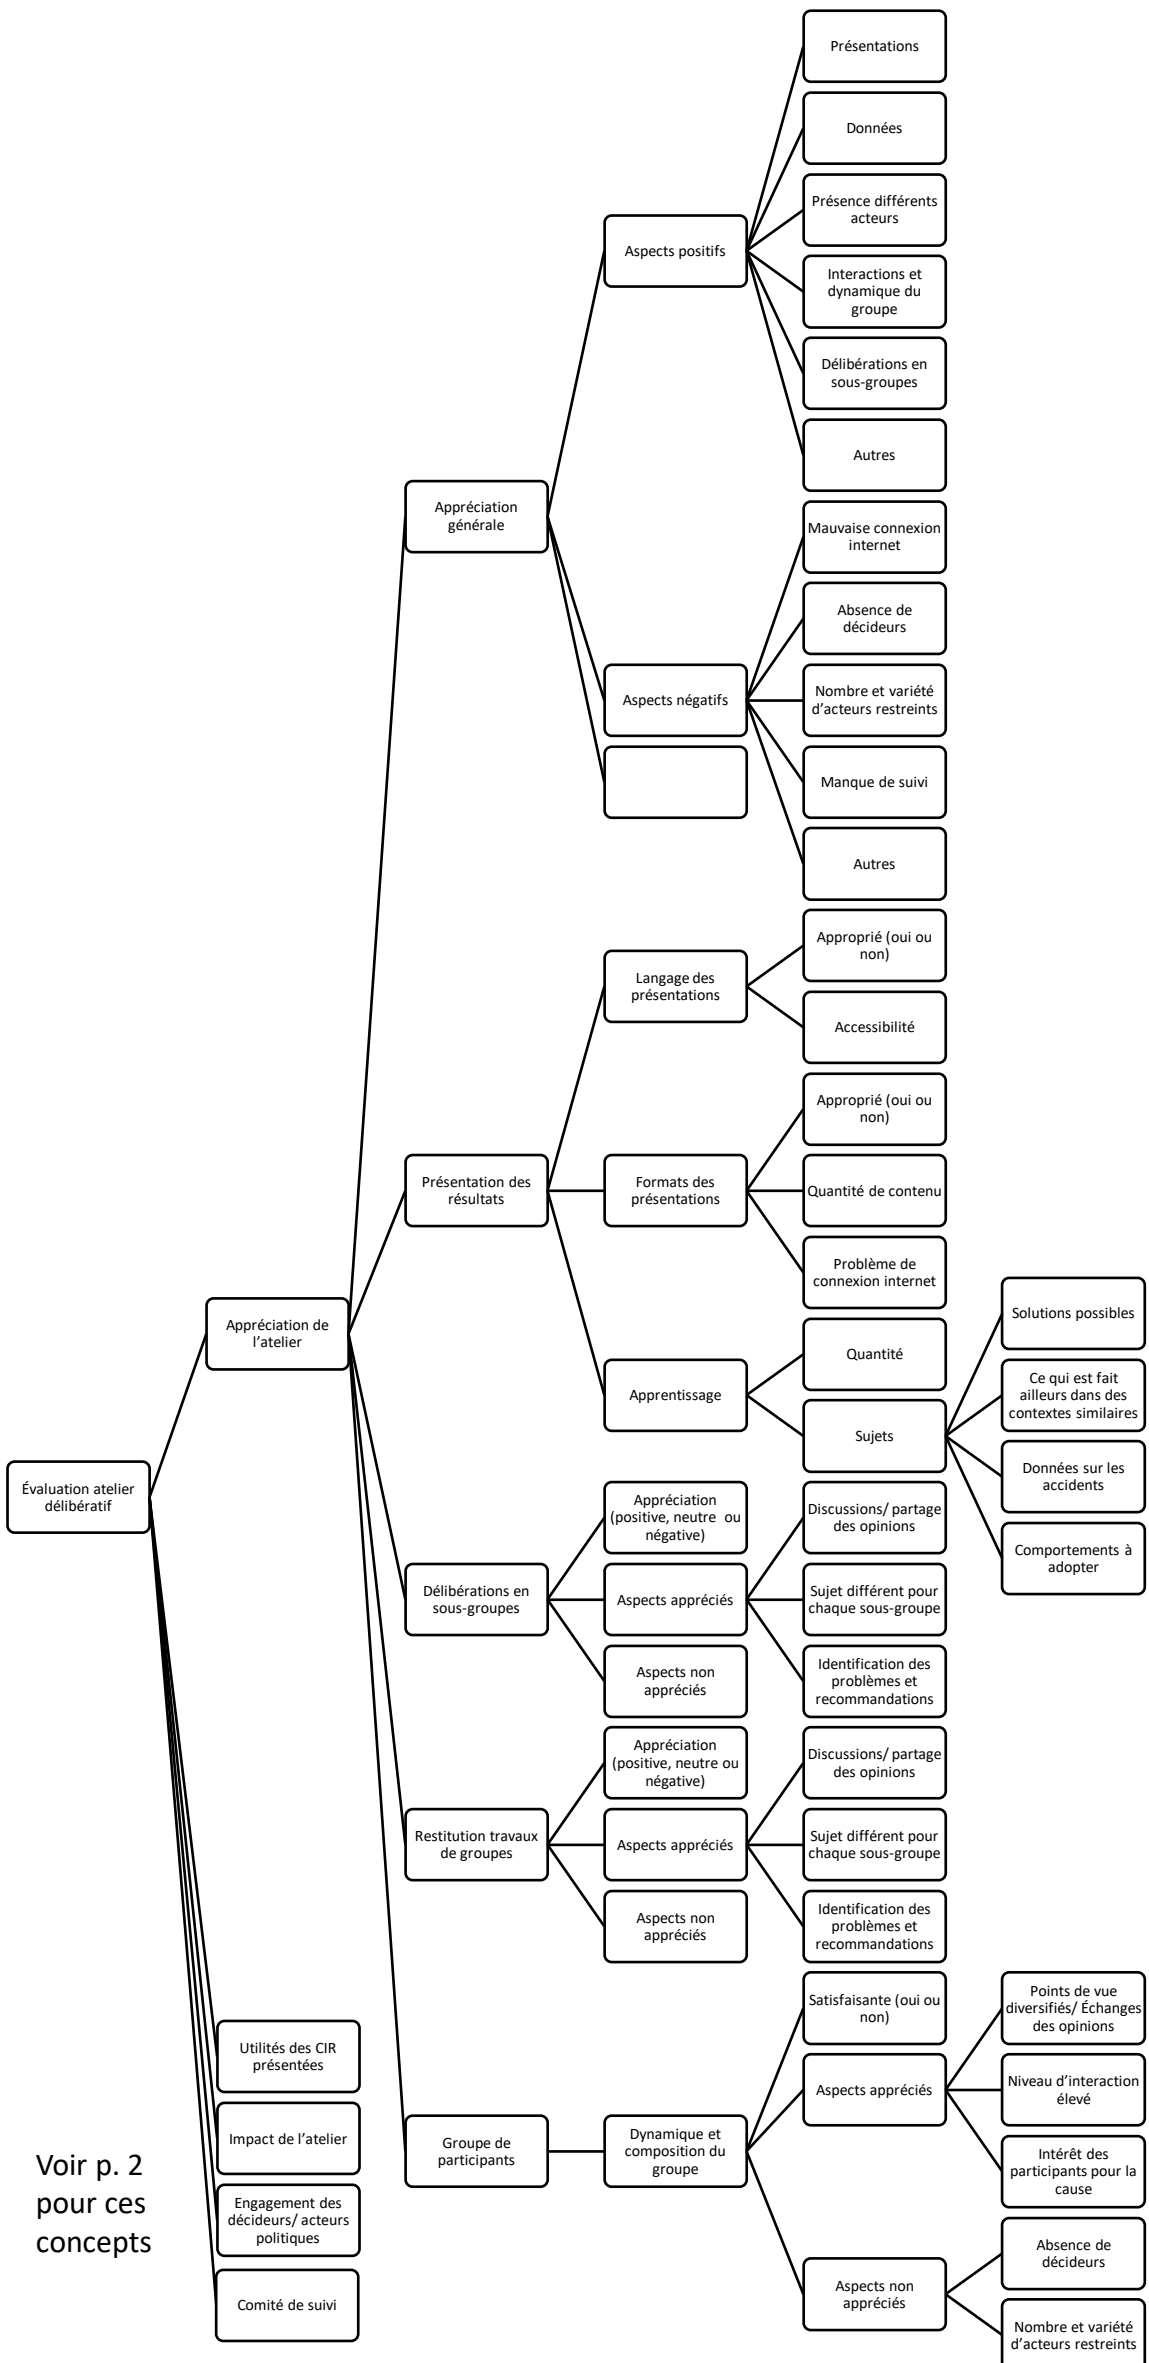 Présentations
Données
Présence différents
acteurs
Aspects positifs
Interactions et
dynamique du
groupe
Délibérations en
sous-groupes
Autres
Appréciation
générale
Mauvaise connexion
internet
Absence de
décideurs
Aspects négatifs
Nombre et variété
d’acteurs restreints
Manque de suivi
Autres
Langage des
présentations
Approprié (oui ou
non)
Accessibilité
Présentation des
résultats
Formats des
présentations
Approprié (oui ou
non)
Quantité de contenu
Problème de
connexion internet
Appréciation de
l’atelier
Apprentissage
Quantité
Sujets
Solutions possibles
Ce qui est fait
ailleurs dans des
contextes similaires
Données sur les
accidents
Comportements à
adopter
Évaluation atelier
délibératif
Délibérations en
sous-groupes
Appréciation
(positive, neutre ou
négative)
Aspects appréciés
Aspects non
appréciés
Discussions/ partage
des opinions
Sujet différent pour
chaque sous-groupe
Identification des
problèmes et
recommandations
Restitution travaux
de groupes
Appréciation
(positive, neutre ou
négative)
Aspects appréciés
Aspects non
appréciés
Discussions/ partage
des opinions
Sujet différent pour
chaque sous-groupe
Identification des
problèmes et
recommandations
Groupe de
participants
Dynamique et
composition du
groupe
Satisfaisante (oui ou
non)
Aspects appréciés
Points de vue
diversifiés/ Échanges
des opinions
Niveau d’interaction
élevé
Intérêt des
participants pour la
cause
Aspects non
appréciés
Absence de
décideurs
Nombre et variété
d’acteurs restreints
Utilités des CIR
présentées
Impact de l’atelier
Engagement des
décideurs/ acteurs
politiques
Comité de suivi
Voir p. 2
pour ces
concepts